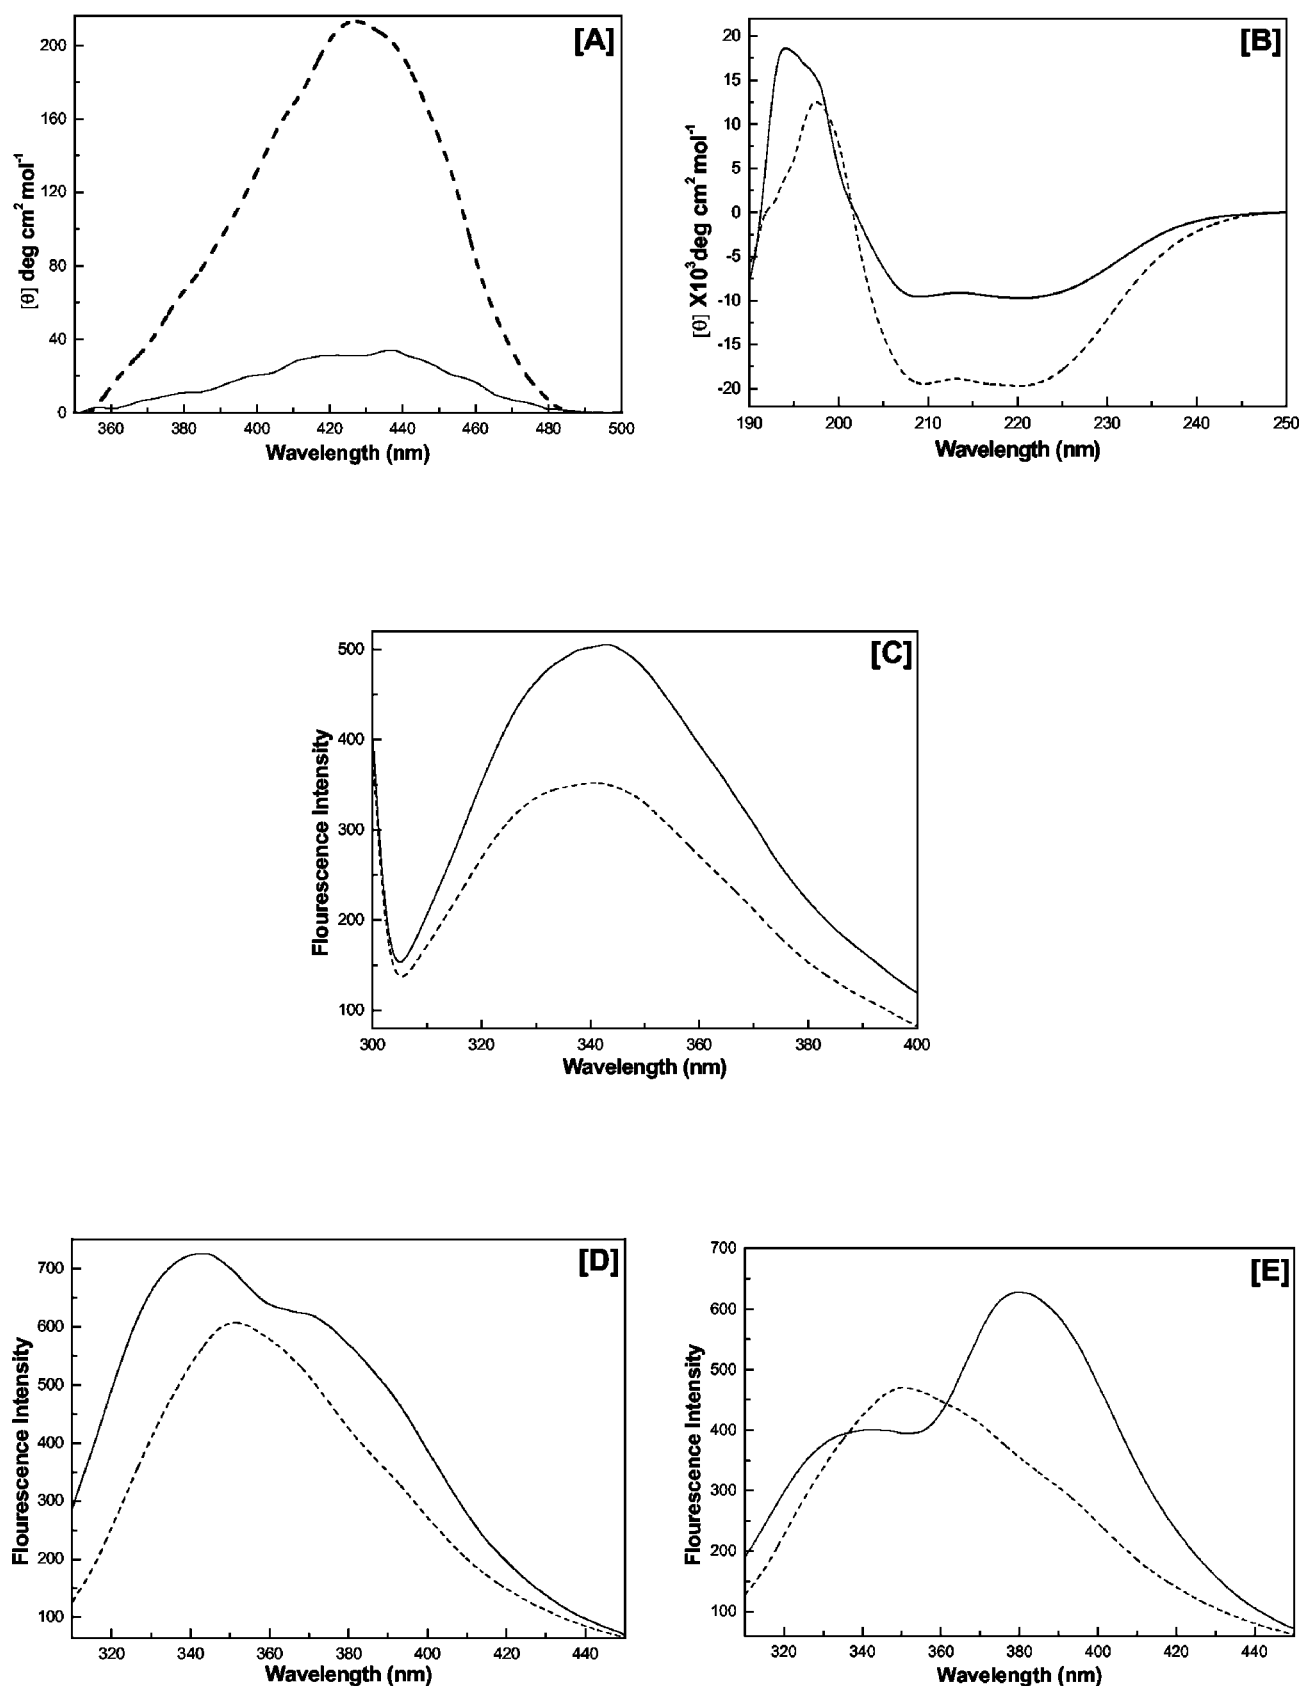 [A]
[θ] deg cm² mol⁻¹
200
160
120
80
40
0
360 380 400 420 440 460 480 500
Wavelength (nm)
[B]
[θ] X10³deg cm² mol⁻¹
20
15
10
5
0
-5
-10
-15
-20
190 200 210 220 230 240 250
Wavelength (nm)
[C]
Flourescence Intensity
500
400
300
200
100
300 320 340 360 380 400
Wavelength (nm)
[D]
Flourescence Intensity
700
600
500
400
300
200
100
320 340 360 380 400 420 440
Wavelength (nm)
[E]
Flourescence Intensity
700
600
500
400
300
200
100
320 340 360 380 400 420 440
Wavelength (nm)